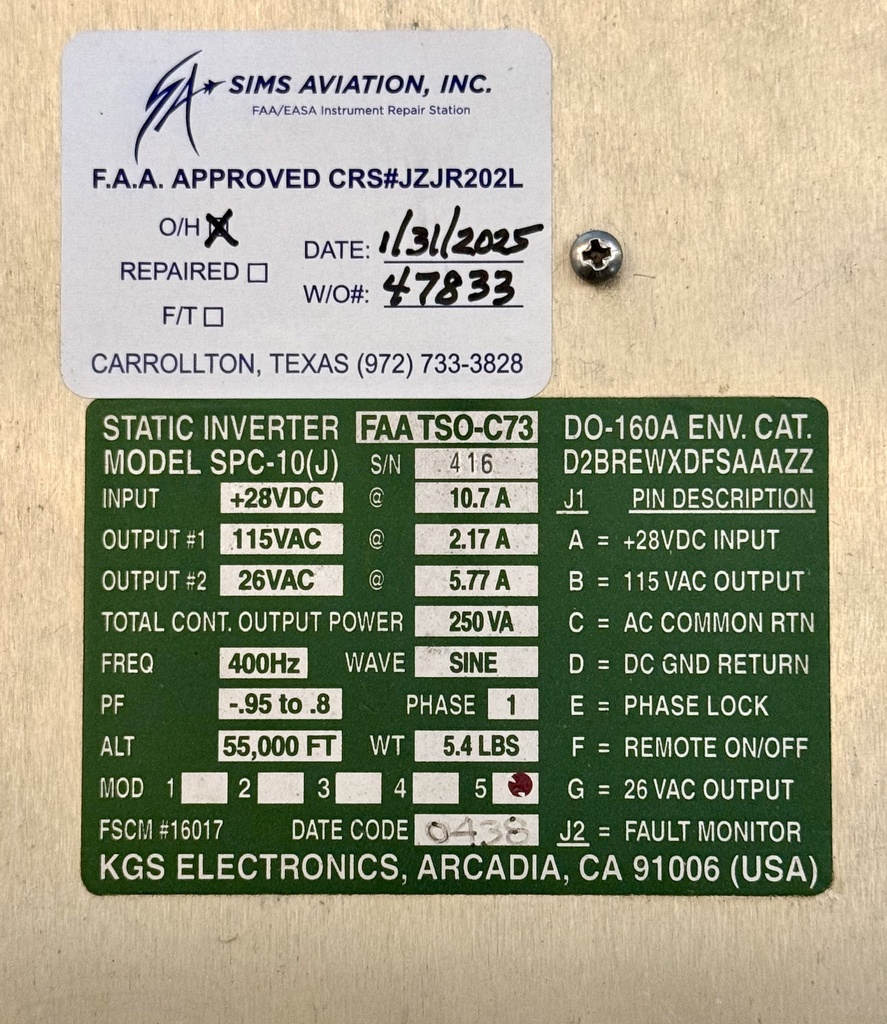 SA SIMS AVIATION, INC.
FAA/EASA Instrument Repair Station
F.A.A. APPROVED CRS#JZJR202L
O/H X
DATE: 1/31/2025
REPAIRED
W/O#: 47833
F/T
CARROLLTON, TEXAS (972) 733-3828
STATIC INVERTER FAA TSO-C73 DO-160A ENV. CAT.
MODEL SPC-10(J) S/N 416 D2BREWXDFSAAAZZ
INPUT +28VDC @ 10.7 A J1 PIN DESCRIPTION
OUTPUT #1 115VAC @ 2.17 A A = +28VDC INPUT
OUTPUT #2 26VAC @ 5.77 A B = 115 VAC OUTPUT
TOTAL CONT. OUTPUT POWER 250 VA C = AC COMMON RTN
FREQ 400Hz WAVE SINE D = DC GND RETURN
PF -.95 to .8 PHASE 1 E = PHASE LOCK
ALT 55,000 FT WT 5.4 LBS F = REMOTE ON/OFF
MOD 1 2 3 4 5 G = 26 VAC OUTPUT
FSCM #16017 DATE CODE 0438 J2 = FAULT MONITOR
KGS ELECTRONICS, ARCADIA, CA 91006 (USA)